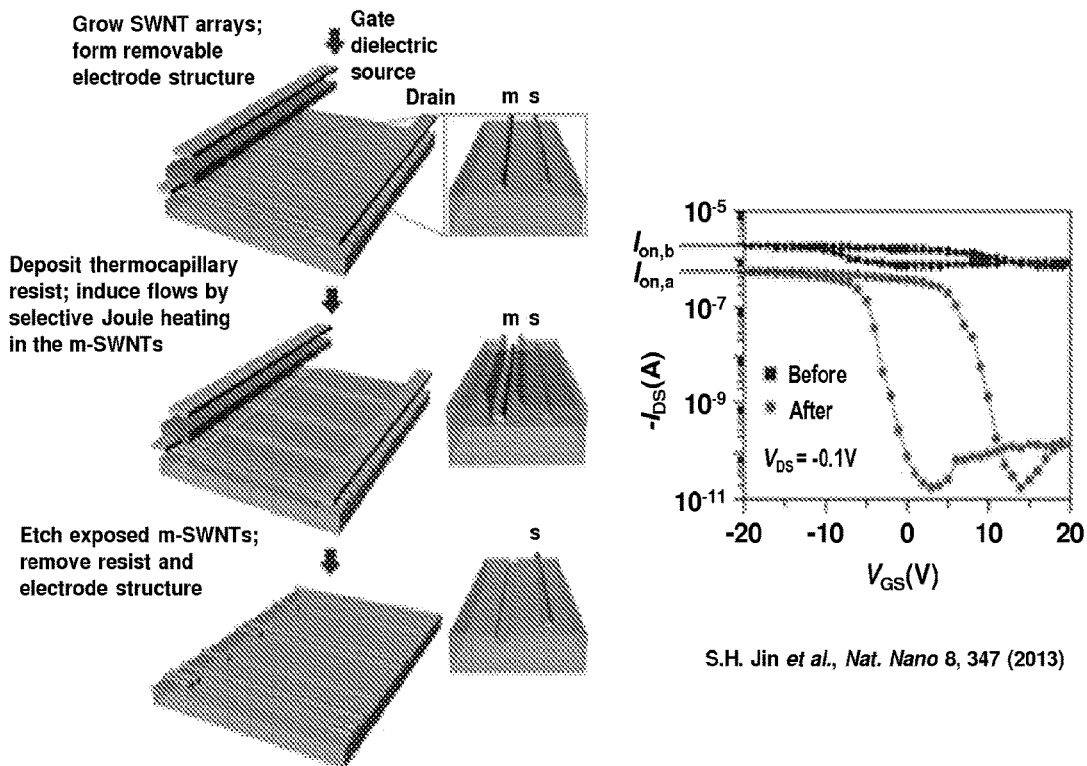 Grow SWNT arrays;
form removable
electrode structure
Gate
dielectric
source
Drain
m s
Deposit thermocapillary
resist; induce flows by
selective Joule heating
in the m-SWNTs
m s
Etch exposed m-SWNTs;
remove resist and
electrode structure
s
10-5
10-7
10-9
10-11
Ion,b
Ion,a
-IDS(A)
Before
After
VDS = -0.1V
-20 -10 0 10 20
VGS(V)
S.H. Jin et al., Nat. Nano 8, 347 (2013)